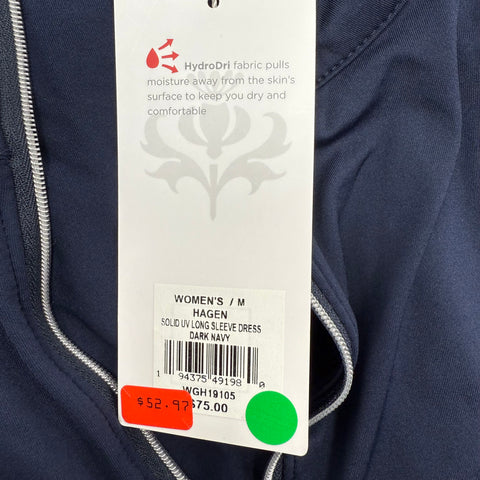 HydroDri fabric pulls
moisture away from the skin's
surface to keep you dry and
comfortable
WOMEN'S / M
HAGEN
SOLID UV LONG SLEEVE DRESS
DARK NAVY
1 94375 49198 0
WGH19105
$52.97
$75.00